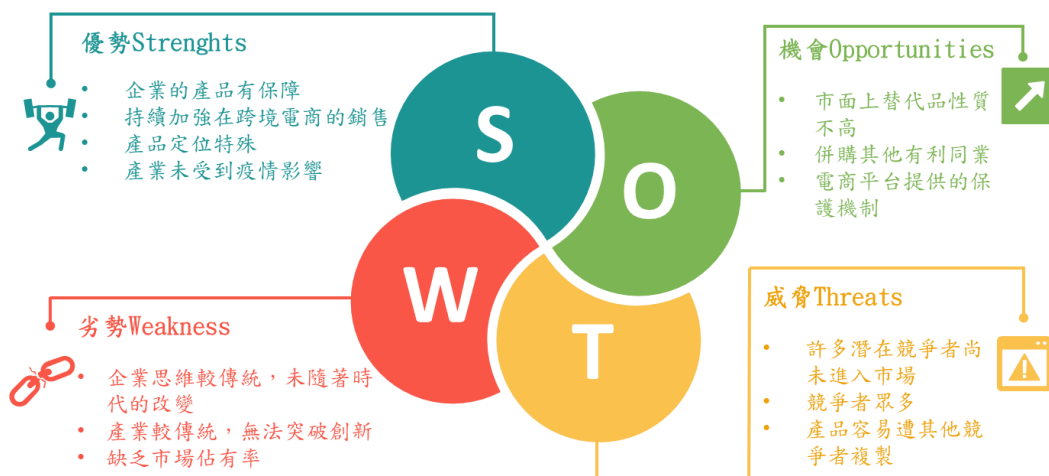 優勢Strenghts
• 企業的產品有保障
• 持續加強在跨境電商的銷售
• 產品定位特殊
• 產業未受到疫情影響
S
機會Opportunities
• 市面上替代品性質
不高
• 併購其他有利同業
• 電商平台提供的保
護機制
O
劣勢Weakness
• 企業思維較傳統，未隨著時
代的改變
• 產業較傳統，無法突破創新
• 缺乏市場佔有率
W
威脅Threats
• 許多潛在競爭者尚
未進入市場
• 競爭者眾多
• 產品容易遭其他競
爭者複製
T